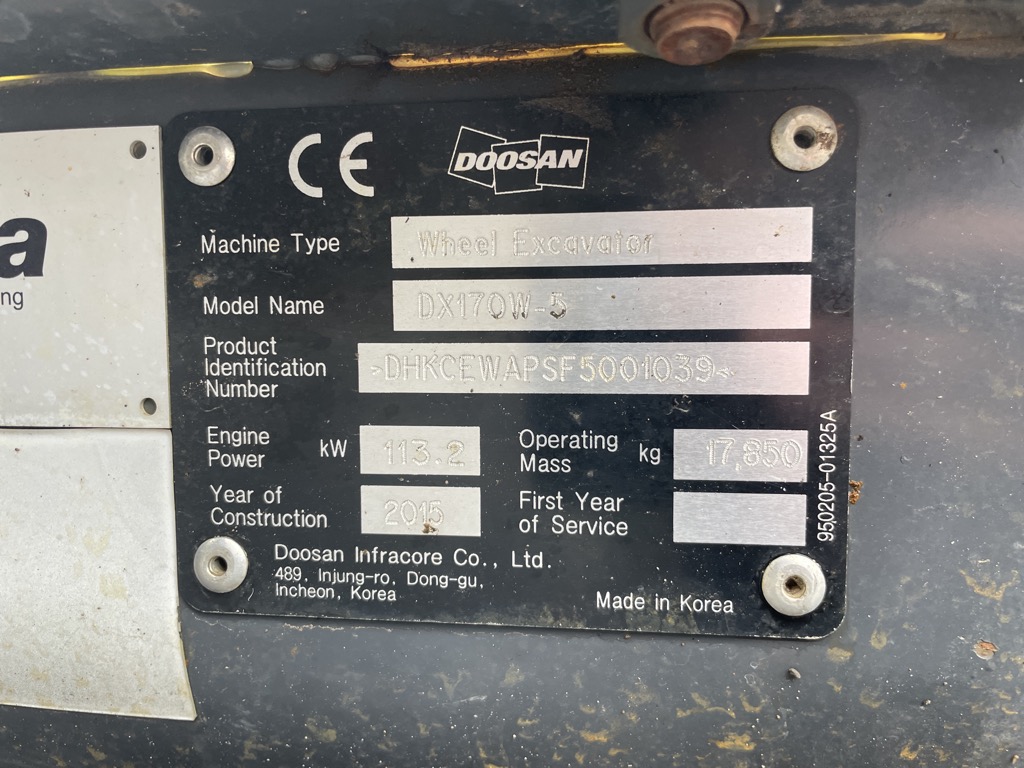 a
ng
CE
DOOSAN
Machine Type Wheel Excavator
Model Name DX170W-5
Product
Identification
Number
>DHKCEWAPSF5001039<
Engine
Power
kW 113.2
Operating
Mass
kg 17,850
Year of
Construction
2015
First Year
of Service
Doosan Infracore Co., Ltd.
489, Injung-ro, Dong-gu,
Incheon, Korea
Made in Korea
950205-01325A